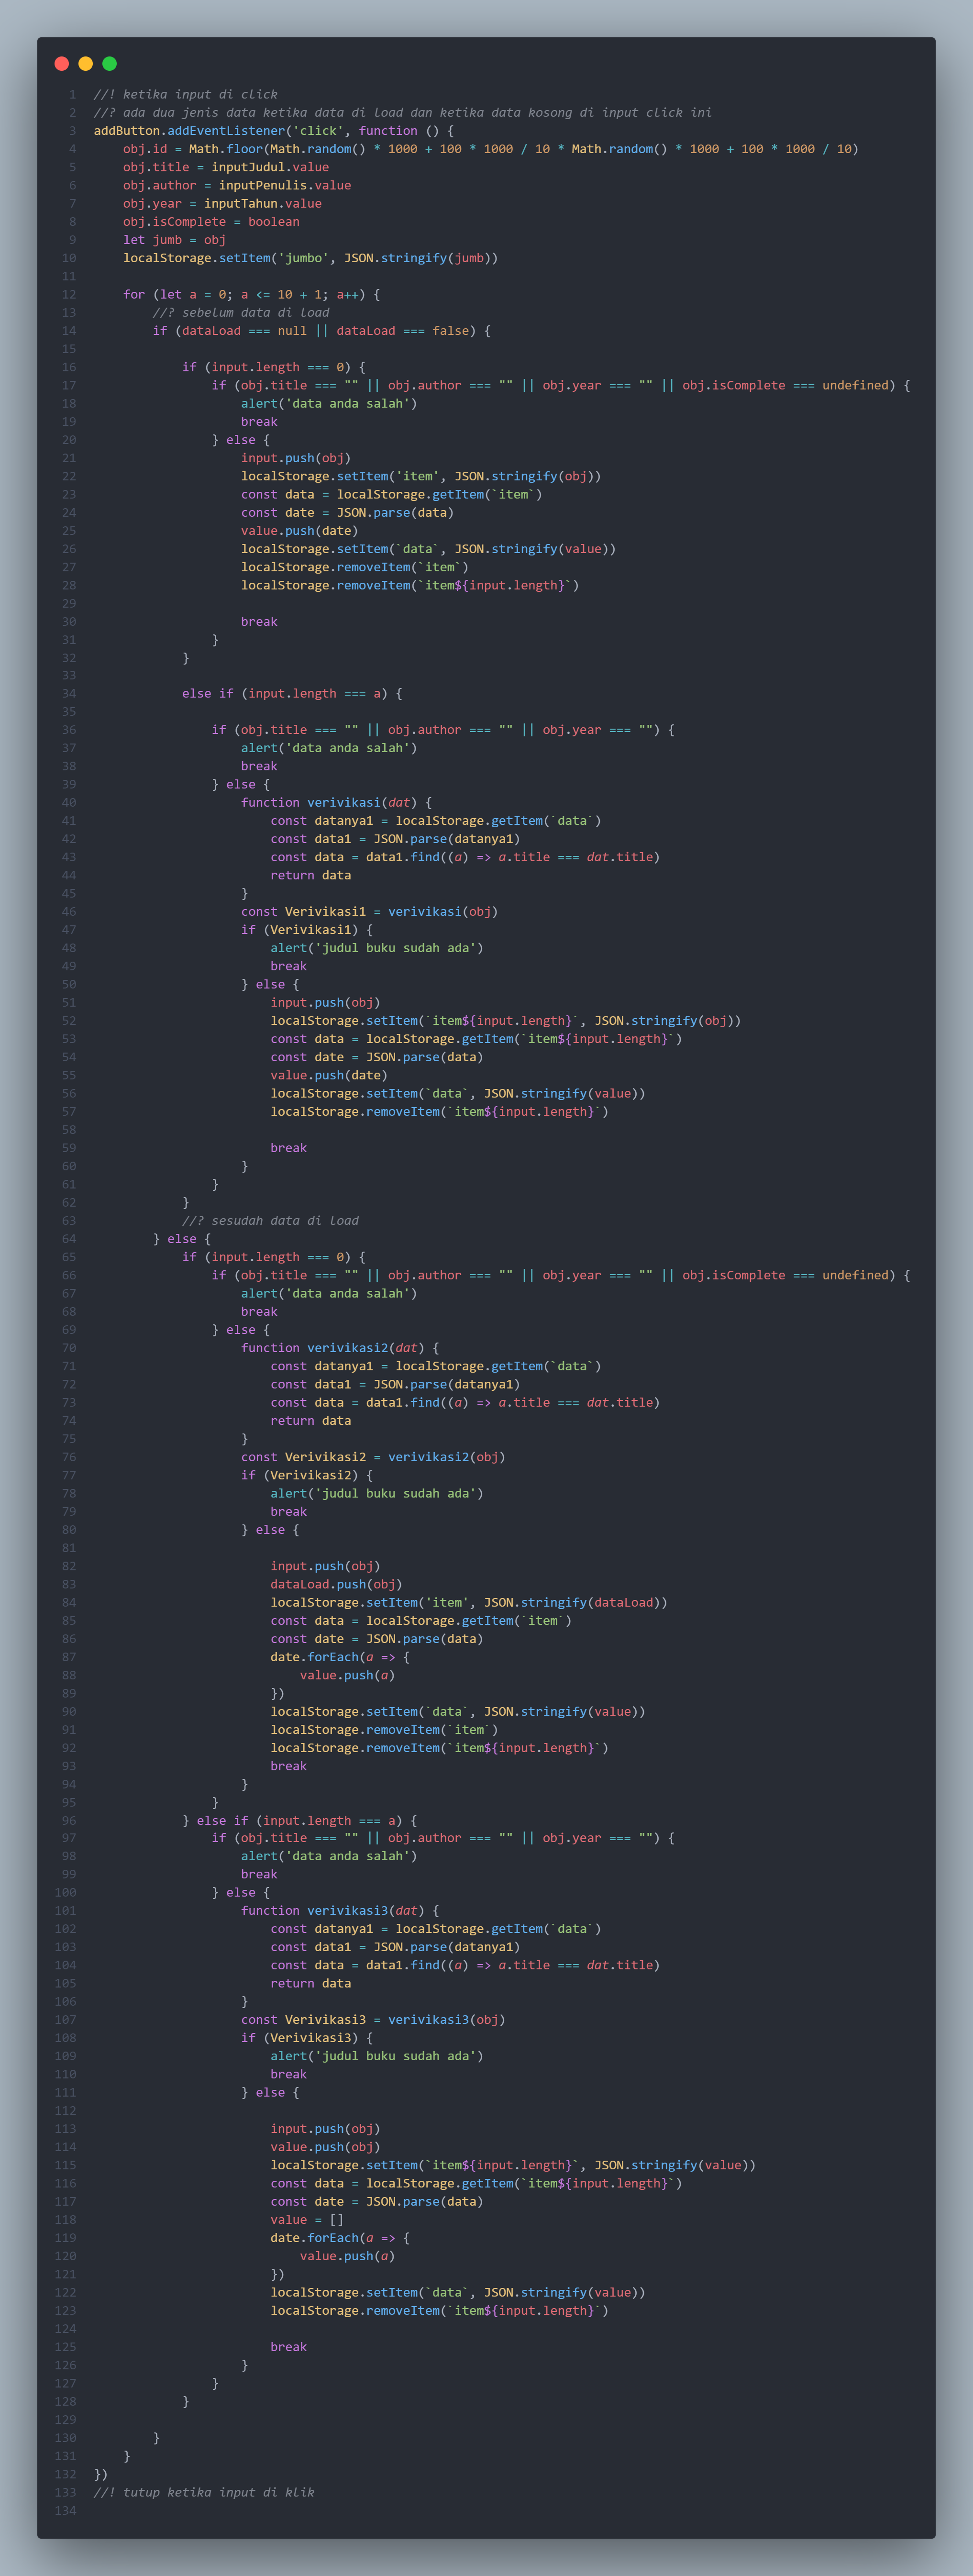 1 //! ketika input di click
2 //? ada dua jenis data ketika data di load dan ketika data kosong di input click ini
3 addButton.addEventListener('click', function () {
4     obj.id = Math.floor(Math.random() * 1000 + 100 * 1000 / 10 * Math.random() * 1000 + 100 * 1000 / 10)
5     obj.title = inputJudul.value
6     obj.author = inputPenulis.value
7     obj.year = inputTahun.value
8     obj.isComplete = boolean
9     let jumb = obj
10     localStorage.setItem('jumbo', JSON.stringify(jumb))
11
12     for (let a = 0; a <= 10 + 1; a++) {
13         //? sebelum data di load
14         if (dataLoad === null || dataLoad === false) {
15
16             if (input.length === 0) {
17                 if (obj.title === "" || obj.author === "" || obj.year === "" || obj.isComplete === undefined) {
18                     alert('data anda salah')
19                     break
20                 } else {
21                     input.push(obj)
22                     localStorage.setItem('item', JSON.stringify(obj))
23                     const data = localStorage.getItem(`item`)
24                     const date = JSON.parse(data)
25                     value.push(date)
26                     localStorage.setItem(`data`, JSON.stringify(value))
27                     localStorage.removeItem(`item`)
28                     localStorage.removeItem(`item${input.length}`)
29
30                     break
31                 }
32             }
33
34             else if (input.length === a) {
35
36                 if (obj.title === "" || obj.author === "" || obj.year === "") {
37                     alert('data anda salah')
38                     break
39                 } else {
40                     function verivikasi(dat) {
41                         const datanya1 = localStorage.getItem(`data`)
42                         const data1 = JSON.parse(datanya1)
43                         const data = data1.find((a) => a.title === dat.title)
44                         return data
45                     }
46                     const Verivikasi1 = verivikasi(obj)
47                     if (Verivikasi1) {
48                         alert('judul buku sudah ada')
49                         break
50                     } else {
51                         input.push(obj)
52                         localStorage.setItem(`item${input.length}`, JSON.stringify(obj))
53                         const data = localStorage.getItem(`item${input.length}`)
54                         const date = JSON.parse(data)
55                         value.push(date)
56                         localStorage.setItem(`data`, JSON.stringify(value))
57                         localStorage.removeItem(`item${input.length}`)
58
59                         break
60                     }
61                 }
62             }
63             //? sesudah data di load
64         } else {
65             if (input.length === 0) {
66                 if (obj.title === "" || obj.author === "" || obj.year === "" || obj.isComplete === undefined) {
67                     alert('data anda salah')
68                     break
69                 } else {
70                     function verivikasi2(dat) {
71                         const datanya1 = localStorage.getItem(`data`)
72                         const data1 = JSON.parse(datanya1)
73                         const data = data1.find((a) => a.title === dat.title)
74                         return data
75                     }
76                     const Verivikasi2 = verivikasi2(obj)
77                     if (Verivikasi2) {
78                         alert('judul buku sudah ada')
79                         break
80                     } else {
81
82                         input.push(obj)
83                         dataLoad.push(obj)
84                         localStorage.setItem('item', JSON.stringify(dataLoad))
85                         const data = localStorage.getItem(`item`)
86                         const date = JSON.parse(data)
87                         date.forEach(a => {
88                             value.push(a)
89                         })
90                         localStorage.setItem(`data`, JSON.stringify(value))
91                         localStorage.removeItem(`item`)
92                         localStorage.removeItem(`item${input.length}`)
93                         break
94                     }
95                 }
96             } else if (input.length === a) {
97                 if (obj.title === "" || obj.author === "" || obj.year === "") {
98                     alert('data anda salah')
99                     break
100                 } else {
101                     function verivikasi3(dat) {
102                         const datanya1 = localStorage.getItem(`data`)
103                         const data1 = JSON.parse(datanya1)
104                         const data = data1.find((a) => a.title === dat.title)
105                         return data
106                     }
107                     const Verivikasi3 = verivikasi3(obj)
108                     if (Verivikasi3) {
109                         alert('judul buku sudah ada')
110                         break
111                     } else {
112
113                         input.push(obj)
114                         value.push(obj)
115                         localStorage.setItem(`item${input.length}`, JSON.stringify(value))
116                         const data = localStorage.getItem(`item${input.length}`)
117                         const date = JSON.parse(data)
118                         value = []
119                         date.forEach(a => {
120                             value.push(a)
121                         })
122                         localStorage.setItem(`data`, JSON.stringify(value))
123                         localStorage.removeItem(`item${input.length}`)
124
125                         break
126                     }
127                 }
128             }
129
130         }
131     }
132 })
133 //! tutup ketika input di klik
134